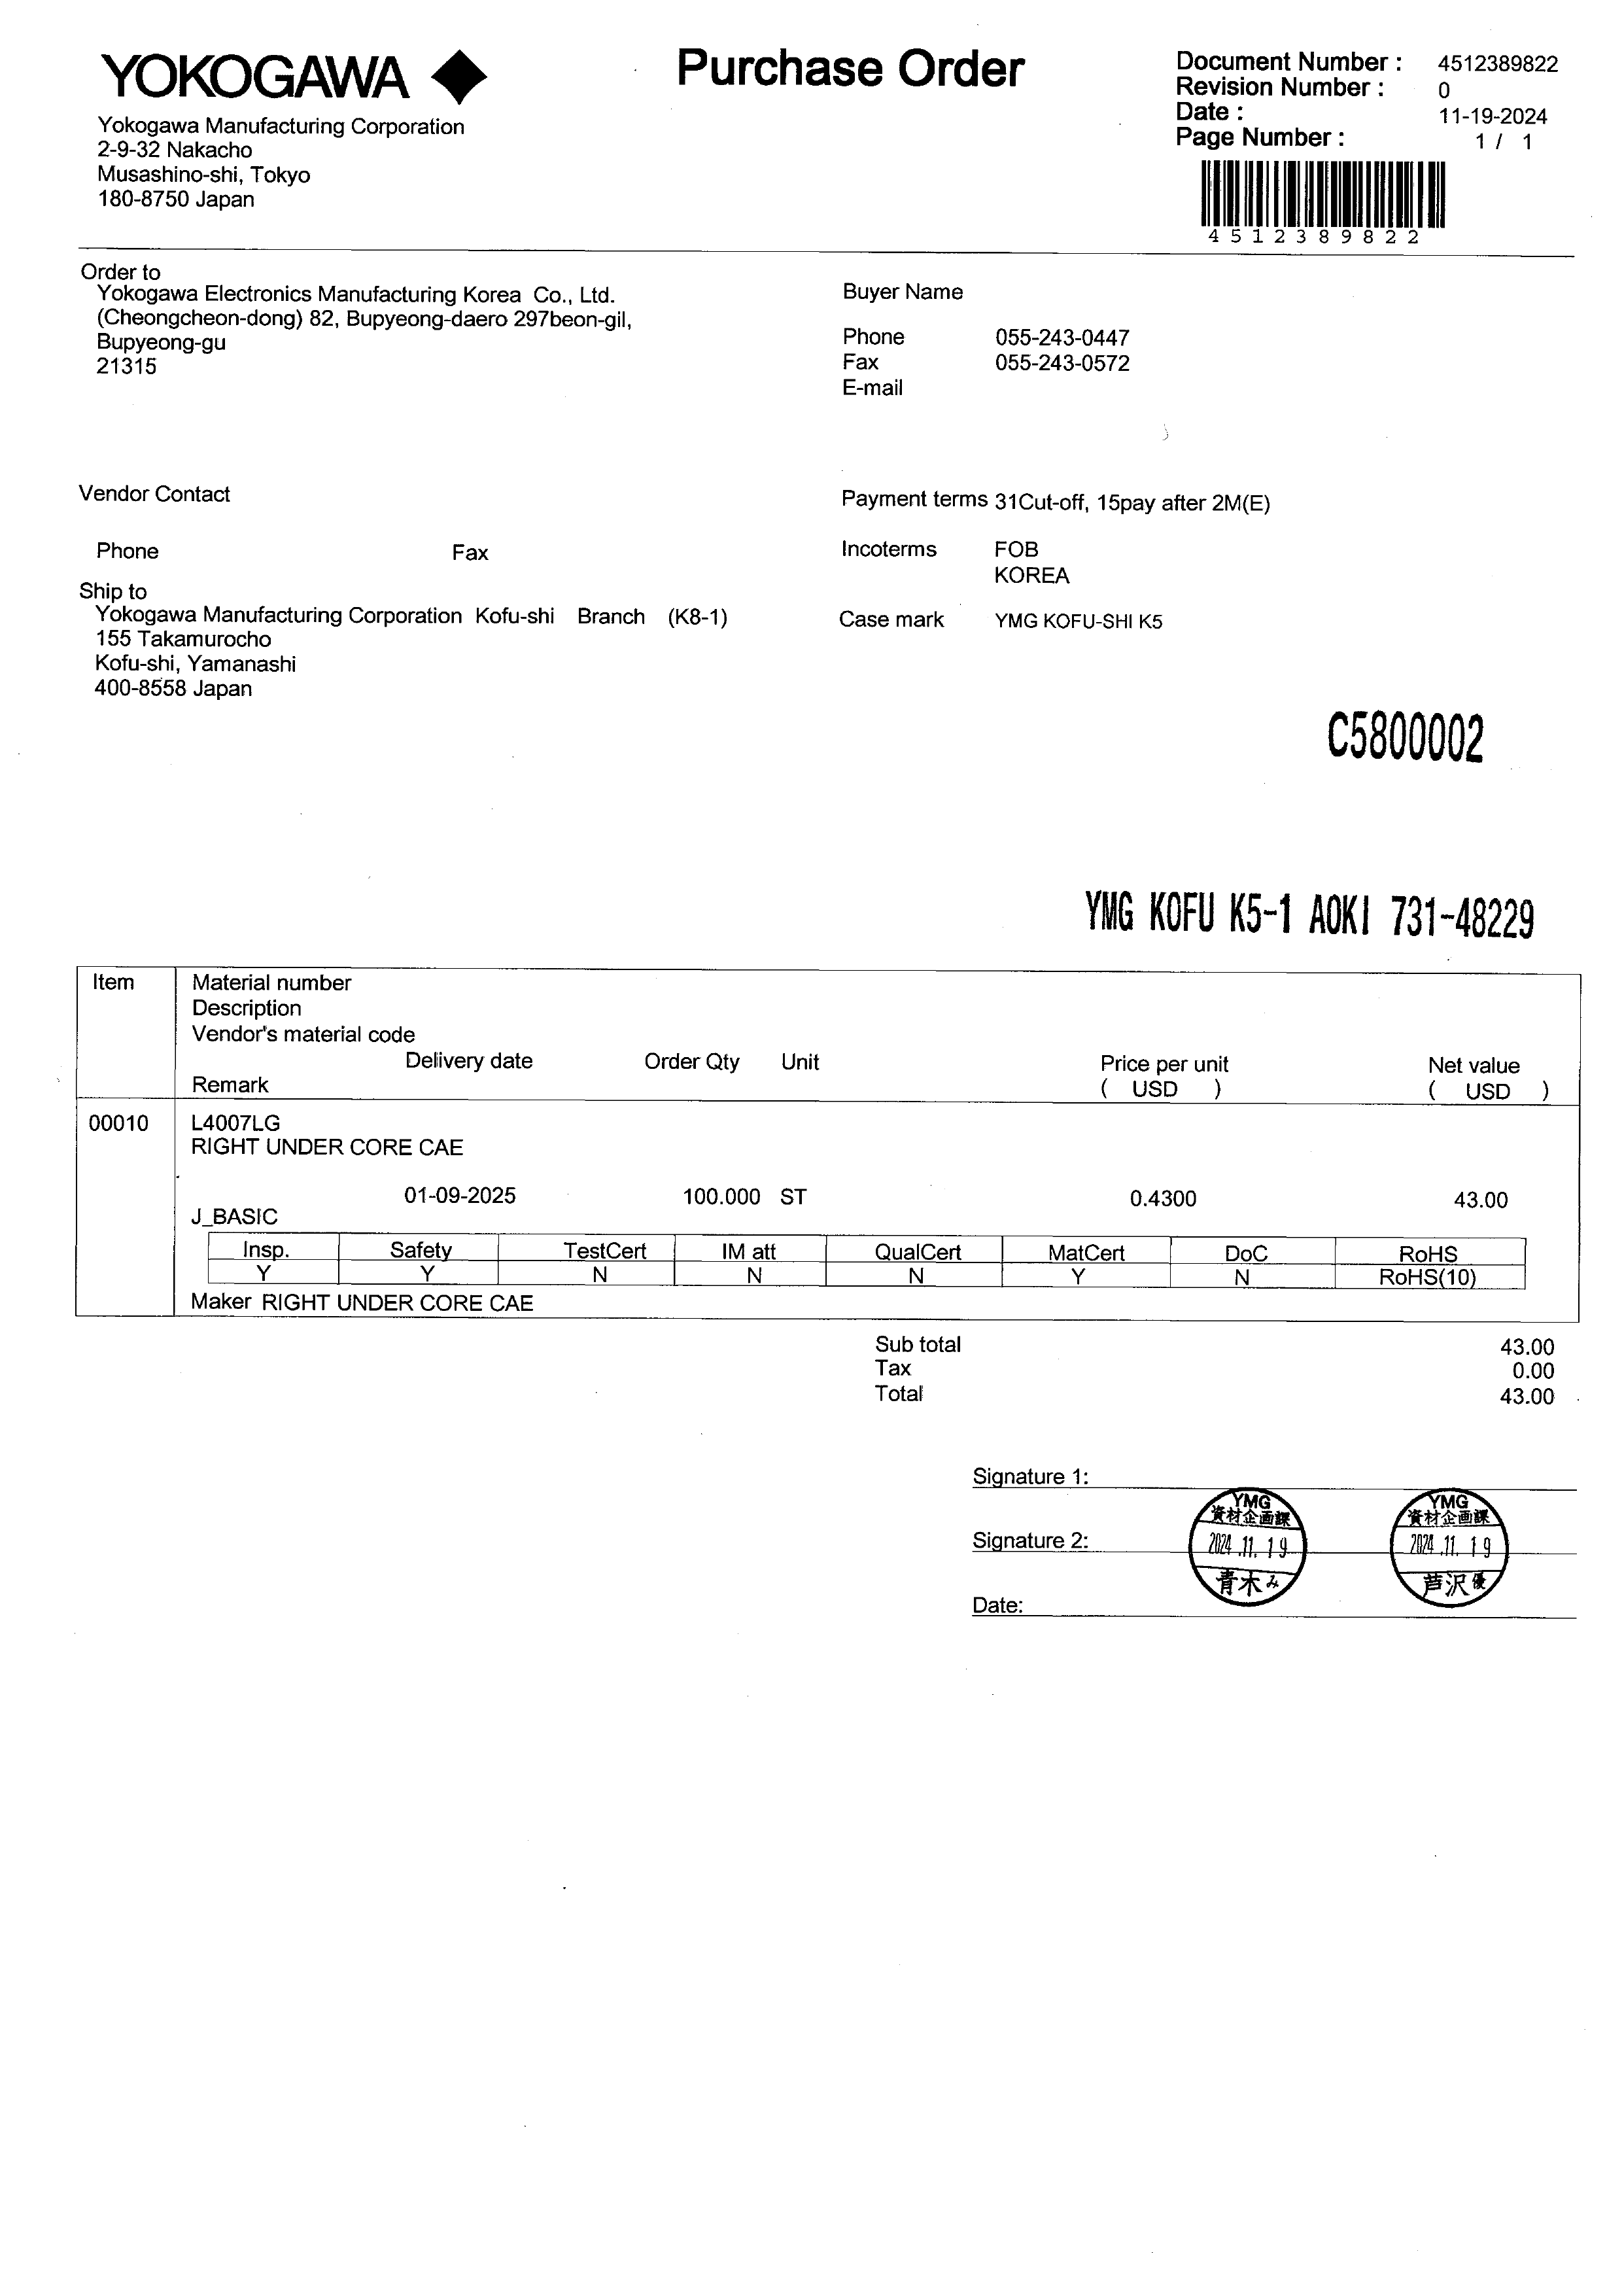 YOKOGAWA
Purchase Order
Document Number : 4512389822
Revision Number : 0
Date : 11-19-2024
Page Number : 1 / 1
4512389822
Yokogawa Manufacturing Corporation
2-9-32 Nakacho
Musashino-shi, Tokyo
180-8750 Japan
Order to
Yokogawa Electronics Manufacturing Korea Co., Ltd.
(Cheongcheon-dong) 82, Bupyeong-daero 297beon-gil,
Bupyeong-gu
21315
Buyer Name
Phone 055-243-0447
Fax 055-243-0572
E-mail
Vendor Contact
Phone Fax
Payment terms 31Cut-off, 15pay after 2M(E)
Incoterms FOB
KOREA
Ship to
Yokogawa Manufacturing Corporation Kofu-shi Branch (K8-1)
155 Takamurocho
Kofu-shi, Yamanashi
400-8558 Japan
Case mark YMG KOFU-SHI K5
C5800002
YMG KOFU K5-1 AOKI 731-48229
Item Material number
Description
Vendor's material code
Delivery date Order Qty Unit Price per unit Net value
Remark ( USD ) ( USD )
00010 L4007LG
RIGHT UNDER CORE CAE
01-09-2025 100.000 ST 0.4300 43.00
J_BASIC
Insp. Safety TestCert IM att QualCert MatCert DoC RoHS
Y Y N N N Y N RoHS(10)
Maker RIGHT UNDER CORE CAE
Sub total 43.00
Tax 0.00
Total 43.00
Signature 1:
Signature 2:
Date:
YMG
資材企画課
2024.11.19
青木み
YMG
資材企画課
2024.11.19
芦沢優